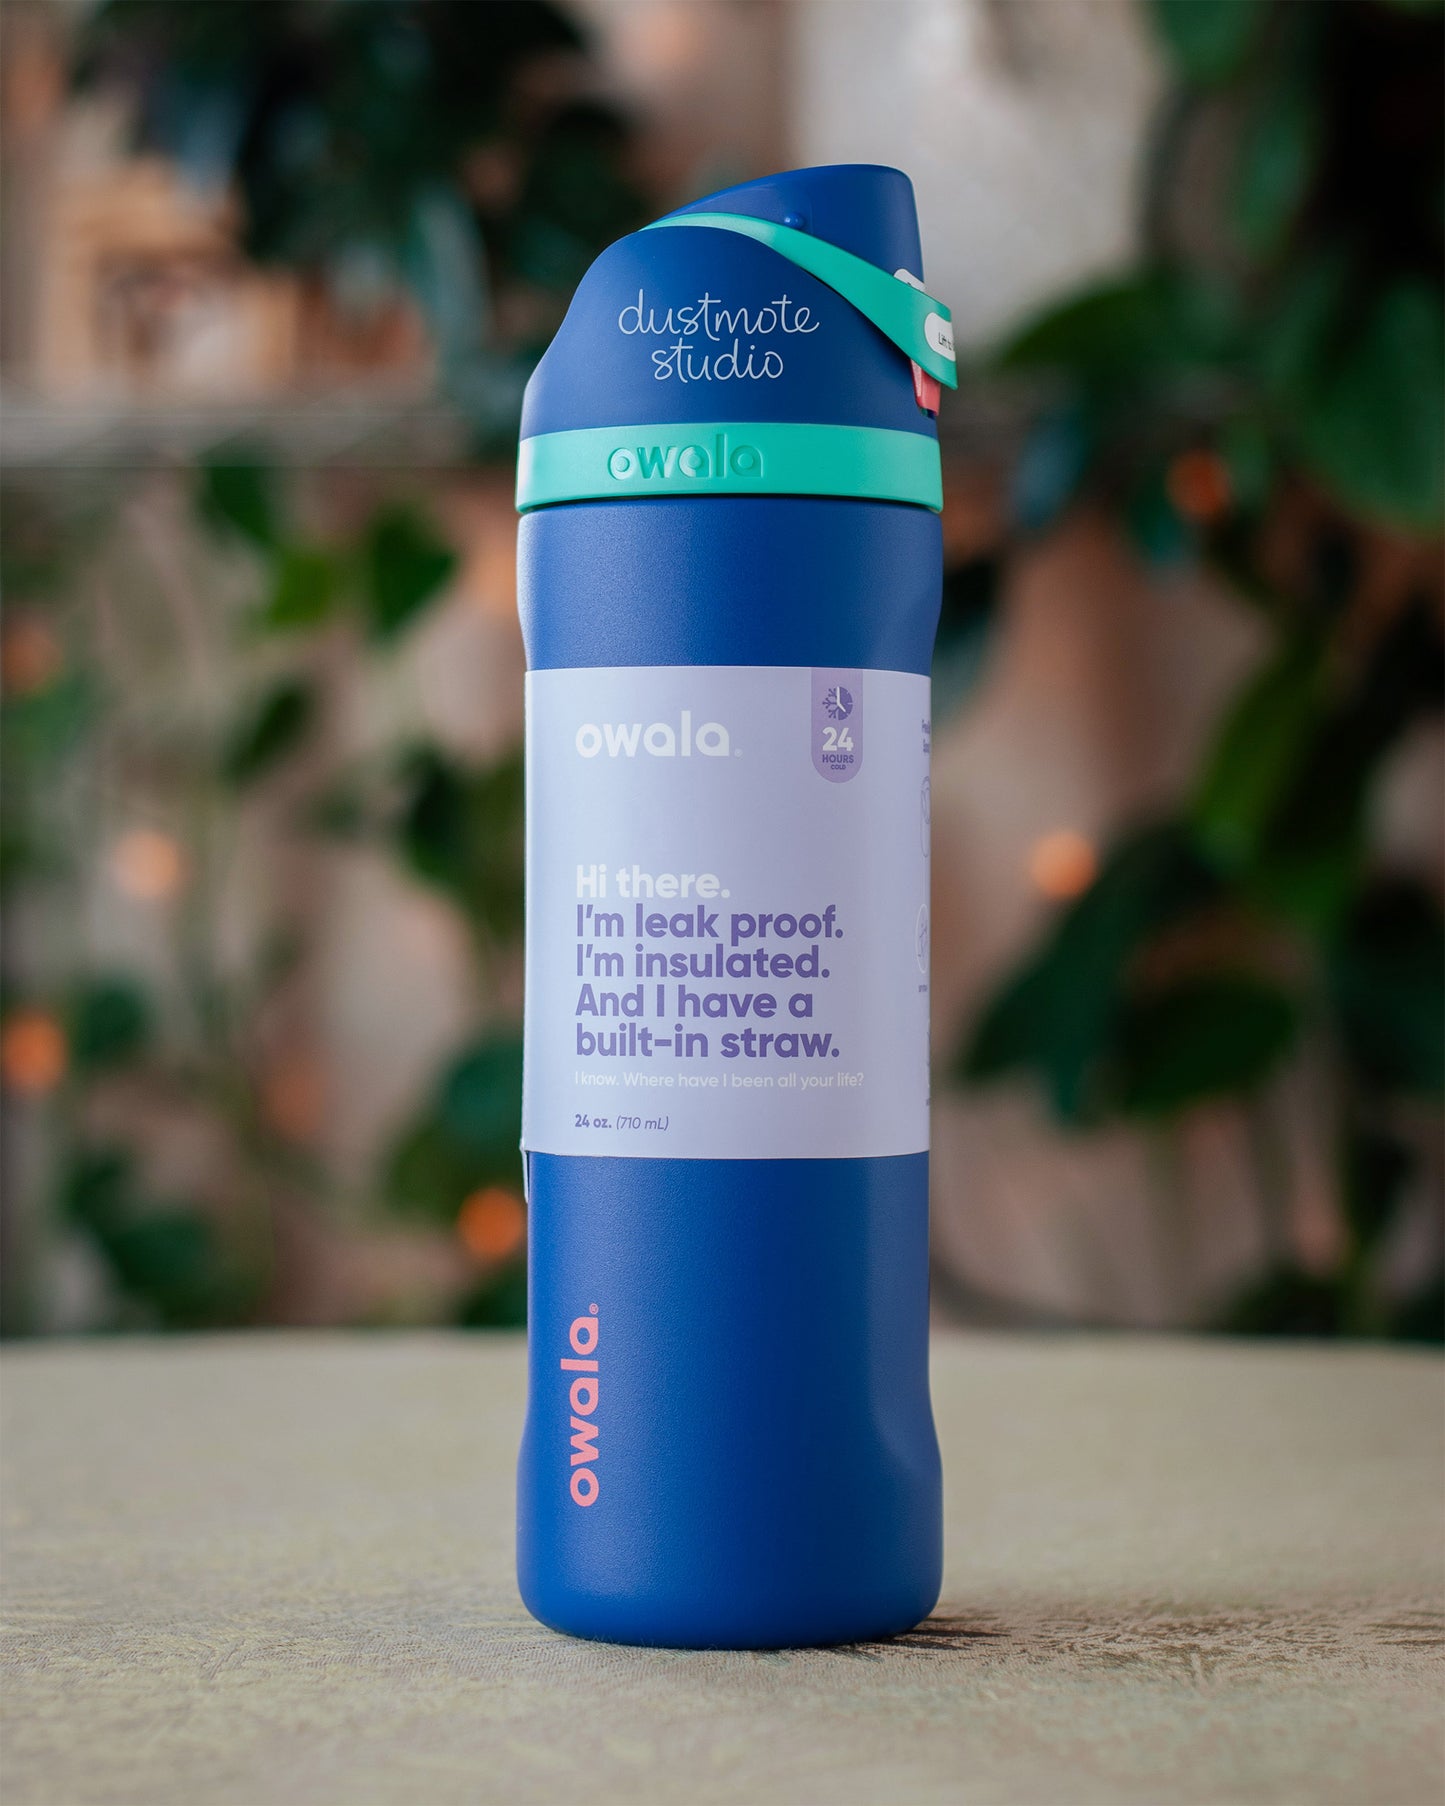 dustmote
studio
owala
owala®
24
HOURS
COLD
Hi there.
I'm leak proof.
I'm insulated.
And I have a
built-in straw.
I know. Where have I been all your life?
24 oz. (710 mL)
owala®